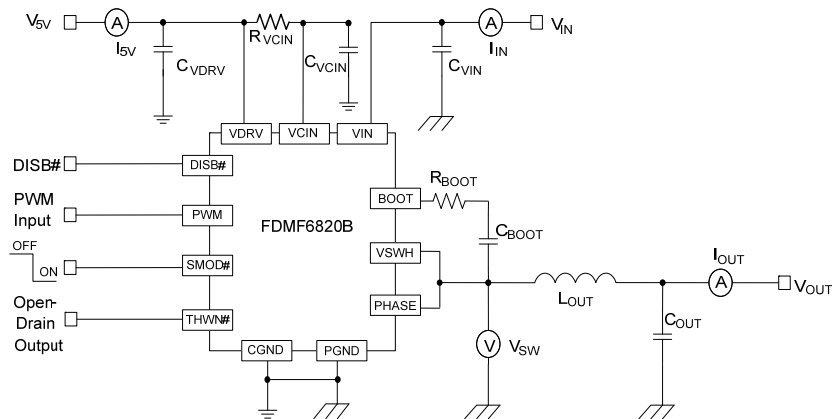 V5V
A
I5V
RVCIN
CVDRV
CVCIN
CVIN
A
IIN
VIN
VDRV
VCIN
VIN
DISB#
DISB#
PWM
Input
PWM
OFF
ON
SMOD#
Open-
Drain
Output
THWN#
FDMF6820B
BOOT
RBOOT
CBOOT
VSWH
PHASE
CGND
PGND
V
VSW
LOUT
COUT
IOUT
A
VOUT